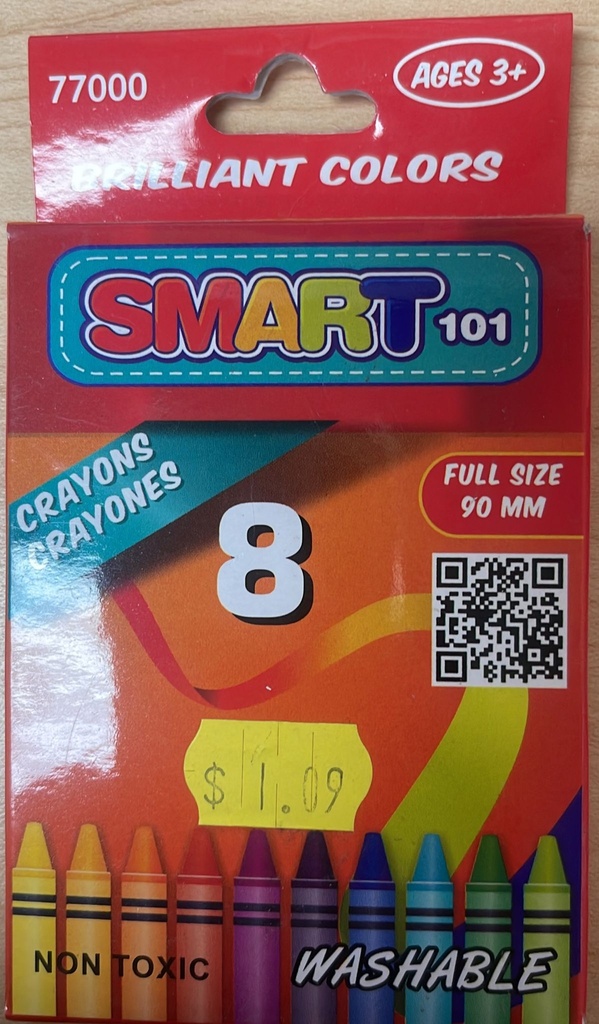 77000
AGES 3+
BRILLIANT COLORS
SMART 101
CRAYONS
CRAYONES
8
FULL SIZE
90 MM
$ 1.09
NON TOXIC
WASHABLE